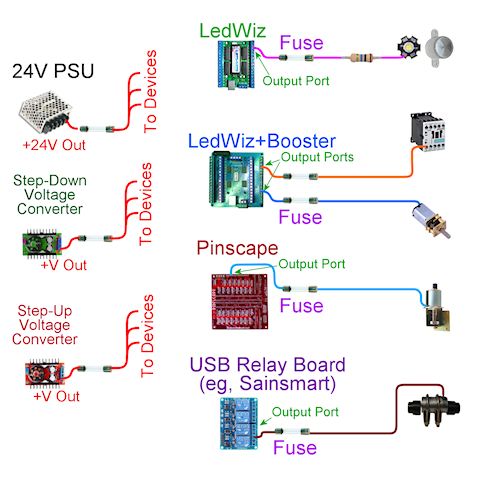 24V PSU
+24V Out
To Devices
Step-Down
Voltage
Converter
+V Out
To Devices
Step-Up
Voltage
Converter
+V Out
To Devices
LedWiz
Fuse
Output Port
LedWiz+Booster
Output Ports
Fuse
Pinscape
Output Port
Fuse
USB Relay Board
(eg, Sainsmart)
Output Port
Fuse